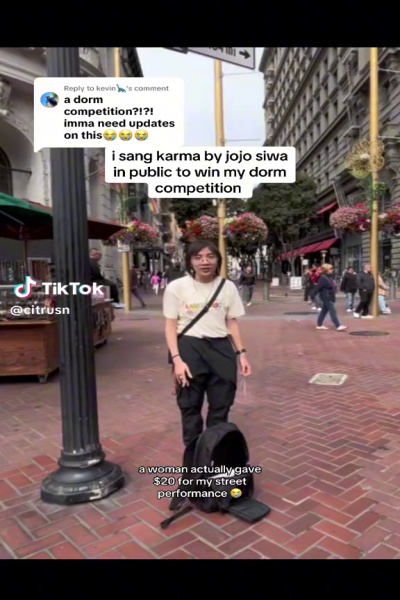 Reply to kevin🦕's comment
a dorm
competition?!?!
imma need updates
on this😂😂😂
i sang karma by jojo siwa
in public to win my dorm
competition
TikTok
@citrusn
a woman actually gave
$20 for my street
performance 😭